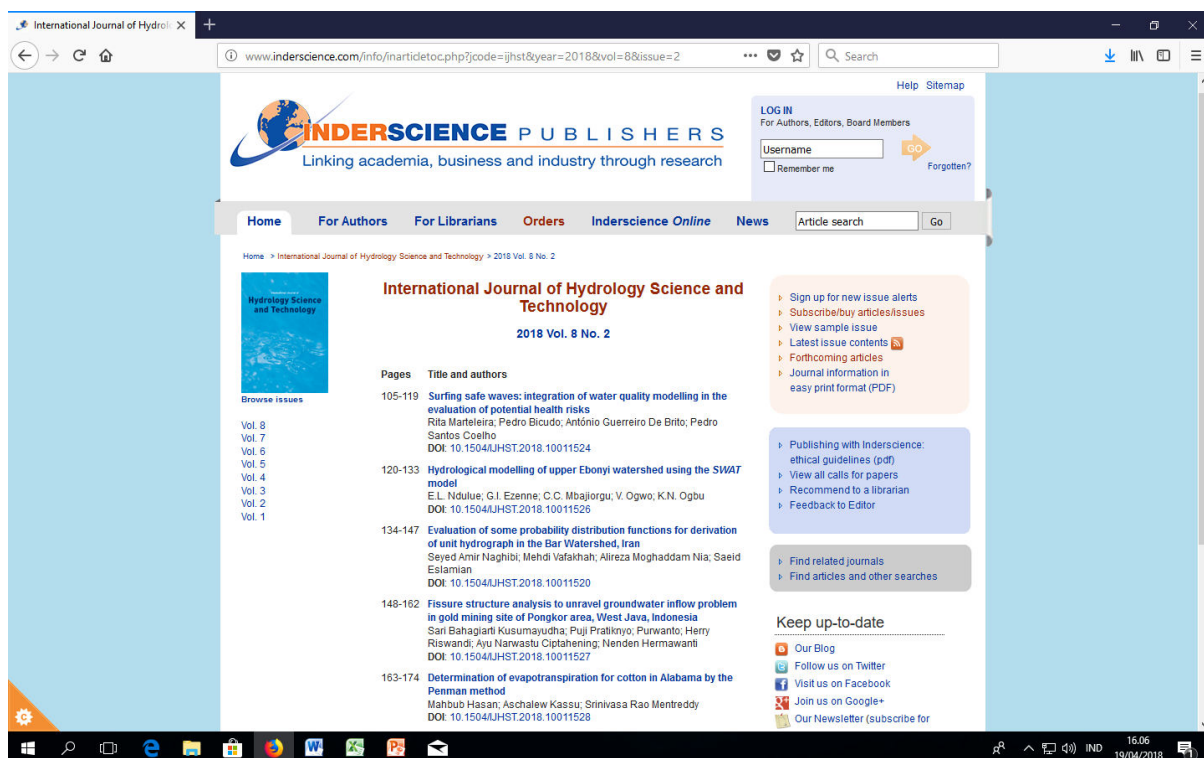 International Journal of Hydrolo
www.inderscience.com/info/inarticletoc.php?jcode=ijhst&year=2018&vol=8&issue=2
Search
Help Sitemap
INDERSCIENCE PUBLISHERS
Linking academia, business and industry through research
LOG IN
For Authors, Editors, Board Members
Username
GO
Remember me
Forgotten?
Home For Authors For Librarians Orders Inderscience Online News Article search Go
Home > International Journal of Hydrology Science and Technology > 2018 Vol. 8 No. 2
Hydrology Science
and Technology
Browse issues
Vol. 8
Vol. 7
Vol. 6
Vol. 5
Vol. 4
Vol. 3
Vol. 2
Vol. 1
International Journal of Hydrology Science and
Technology
2018 Vol. 8 No. 2
Pages Title and authors
105-119 Surfing safe waves: integration of water quality modelling in the
evaluation of potential health risks
Rita Marteleira; Pedro Bicudo; António Guerreiro De Brito; Pedro
Santos Coelho
DOI: 10.1504/IJHST.2018.10011524
120-133 Hydrological modelling of upper Ebonyi watershed using the SWAT
model
E.L. Ndulue; G.I. Ezenne; C.C. Mbajiorgu; V. Ogwo; K.N. Ogbu
DOI: 10.1504/IJHST.2018.10011526
134-147 Evaluation of some probability distribution functions for derivation
of unit hydrograph in the Bar Watershed, Iran
Seyed Amir Naghibi; Mehdi Vafakhah; Alireza Moghaddam Nia; Saeid
Eslamian
DOI: 10.1504/IJHST.2018.10011520
148-162 Fissure structure analysis to unravel groundwater inflow problem
in gold mining site of Pongkor area, West Java, Indonesia
Sari Bahagiarti Kusumayudha; Puji Pratiknyo; Purwanto; Herry
Riswandi; Ayu Narwastu Ciptahening; Nenden Hermawanti
DOI: 10.1504/IJHST.2018.10011527
163-174 Determination of evapotranspiration for cotton in Alabama by the
Penman method
Mahbub Hasan; Aschalew Kassu; Srinivasa Rao Mentreddy
DOI: 10.1504/IJHST.2018.10011528
Sign up for new issue alerts
Subscribe/buy articles/issues
View sample issue
Latest issue contents
Forthcoming articles
Journal information in
easy print format (PDF)
Publishing with Inderscience:
ethical guidelines (pdf)
View all calls for papers
Recommend to a librarian
Feedback to Editor
Find related journals
Find articles and other searches
Keep up-to-date
Our Blog
Follow us on Twitter
Visit us on Facebook
Join us on Google+
Our Newsletter (subscribe for
IND
16.06
19/04/2018